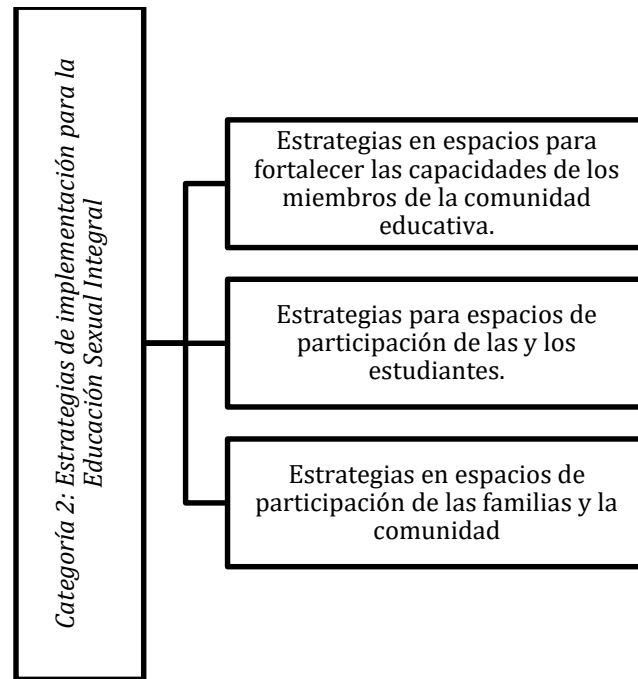 Categoría 2: Estrategias de implementación para la
Educación Sexual Integral
Estrategias en espacios para
fortalecer las capacidades de los
miembros de la comunidad
educativa.
Estrategias para espacios de
participación de las y los
estudiantes.
Estrategias en espacios de
participación de las familias y la
comunidad